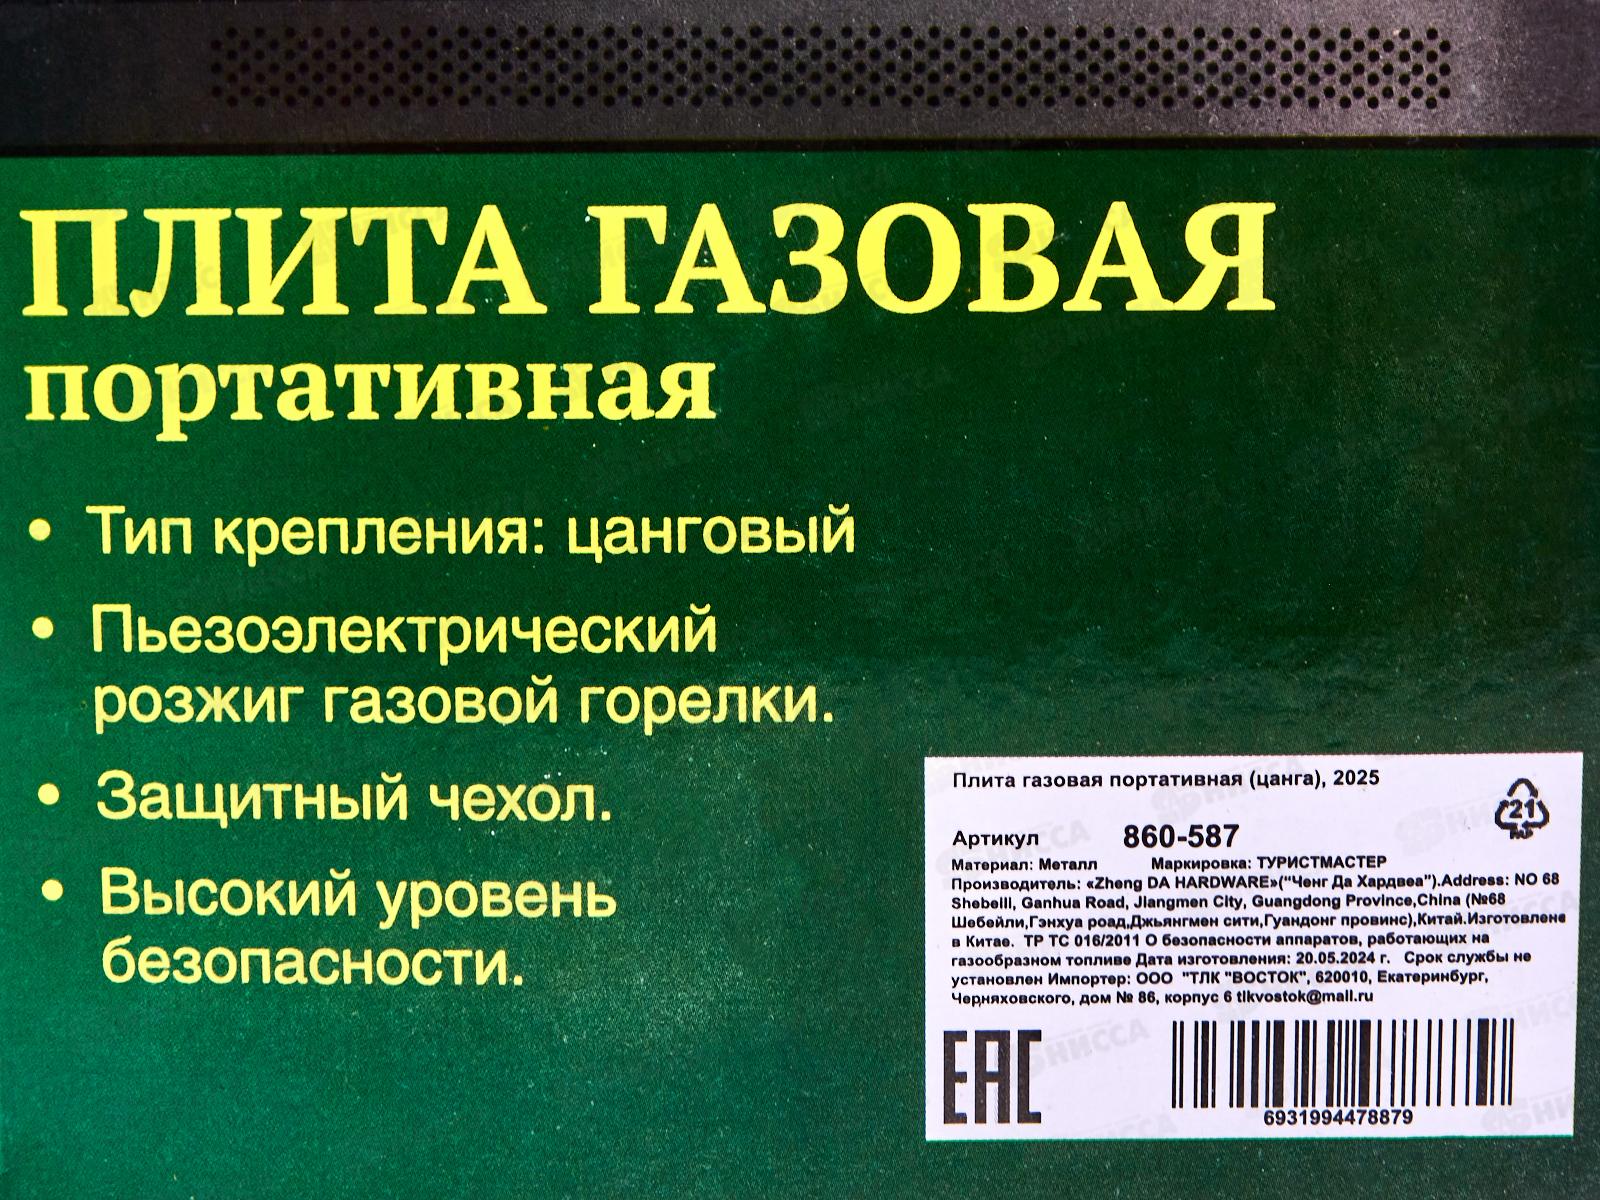 ПЛИТА ГАЗОВАЯ
портативная
• Тип крепления: цанговый
• Пьезоэлектрический
розжиг газовой горелки.
• Защитный чехол.
• Высокий уровень
безопасности.
Плита газовая портативная (цанга), 2025
21
PAP
Артикул 860-587
Материал: Металл Маркировка: ТУРИСТМАСТЕР
Производитель: «Zheng DA HARDWARE»("Ченг Да Хардвеа").Address: NO 68
Shebeili, Ganhua Road, Jiangmen City, Guangdong Province,China (№68
Шебейли,Гэнхуа роад,Джьянгмен сити,Гуандонг провинс),Китай.Изготовлене
в Китае. ТР ТС 016/2011 О безопасности аппаратов, работающих на
газообразном топливе Дата изготовления: 20.05.2024 г. Срок службы не
установлен Импортер: ООО "ТЛК "ВОСТОК", 620010, Екатеринбург,
Черняховского, дом № 86, корпус 6 tlkvostok@mail.ru
EAC
6931994478879